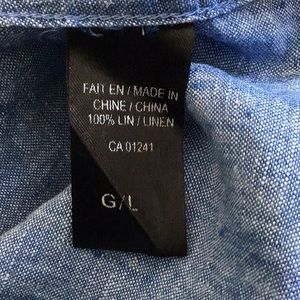 FAIT EN / MADE IN
CHINE / CHINA
100% LIN / LINEN
CA 01241
G/L